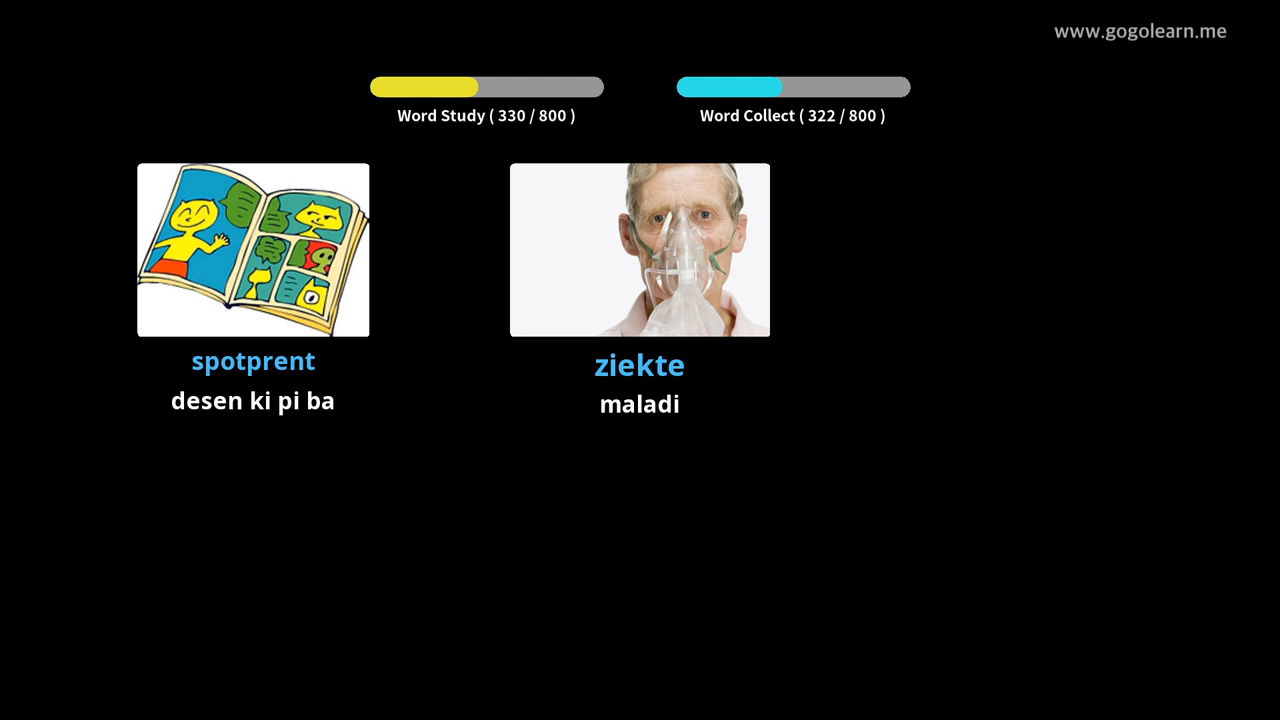 www.gogolearn.me
Word Study ( 330 / 800 )
Word Collect ( 322 / 800 )
spotprent
desen ki pi ba
ziekte
maladi